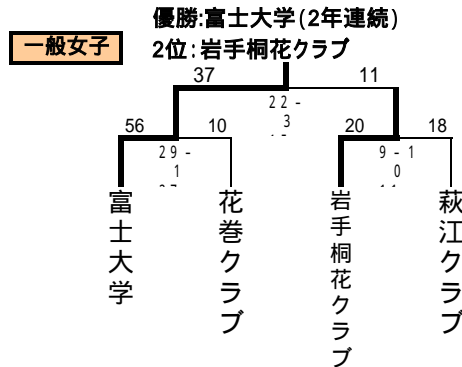 優勝:富士大学(2年連続)
一般女子
2位:岩手桐花クラブ
37
11
22-
3
56
10
20
18
29-
1
9-1
0
富士大学
花巻クラブ
岩手桐花クラブ
萩江クラブ